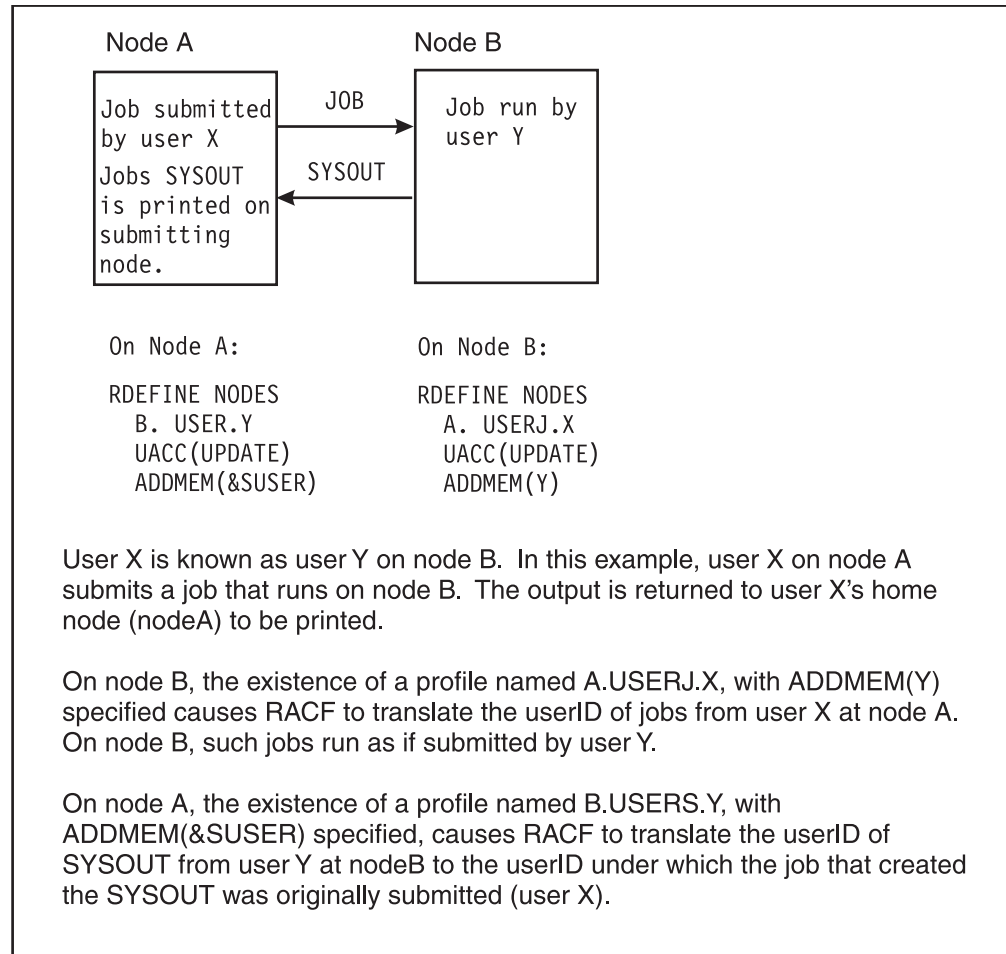 Node A
Node B
Job submitted
by user X
Jobs SYSOUT
is printed on
submitting
node.
JOB
SYSOUT
Job run by
user Y
On Node A:
RDEFINE NODES
B. USER.Y
UACC(UPDATE)
ADDMEM(&SUSER)
On Node B:
RDEFINE NODES
A. USERJ.X
UACC(UPDATE)
ADDMEM(Y)
User X is known as user Y on node B. In this example, user X on node A
submits a job that runs on node B. The output is returned to user X's home
node (nodeA) to be printed.
On node B, the existence of a profile named A.USERJ.X, with ADDMEM(Y)
specified causes RACF to translate the userID of jobs from user X at node A.
On node B, such jobs run as if submitted by user Y.
On node A, the existence of a profile named B.USERS.Y, with
ADDMEM(&SUSER) specified, causes RACF to translate the userID of
SYSOUT from user Y at nodeB to the userID under which the job that created
the SYSOUT was originally submitted (user X).